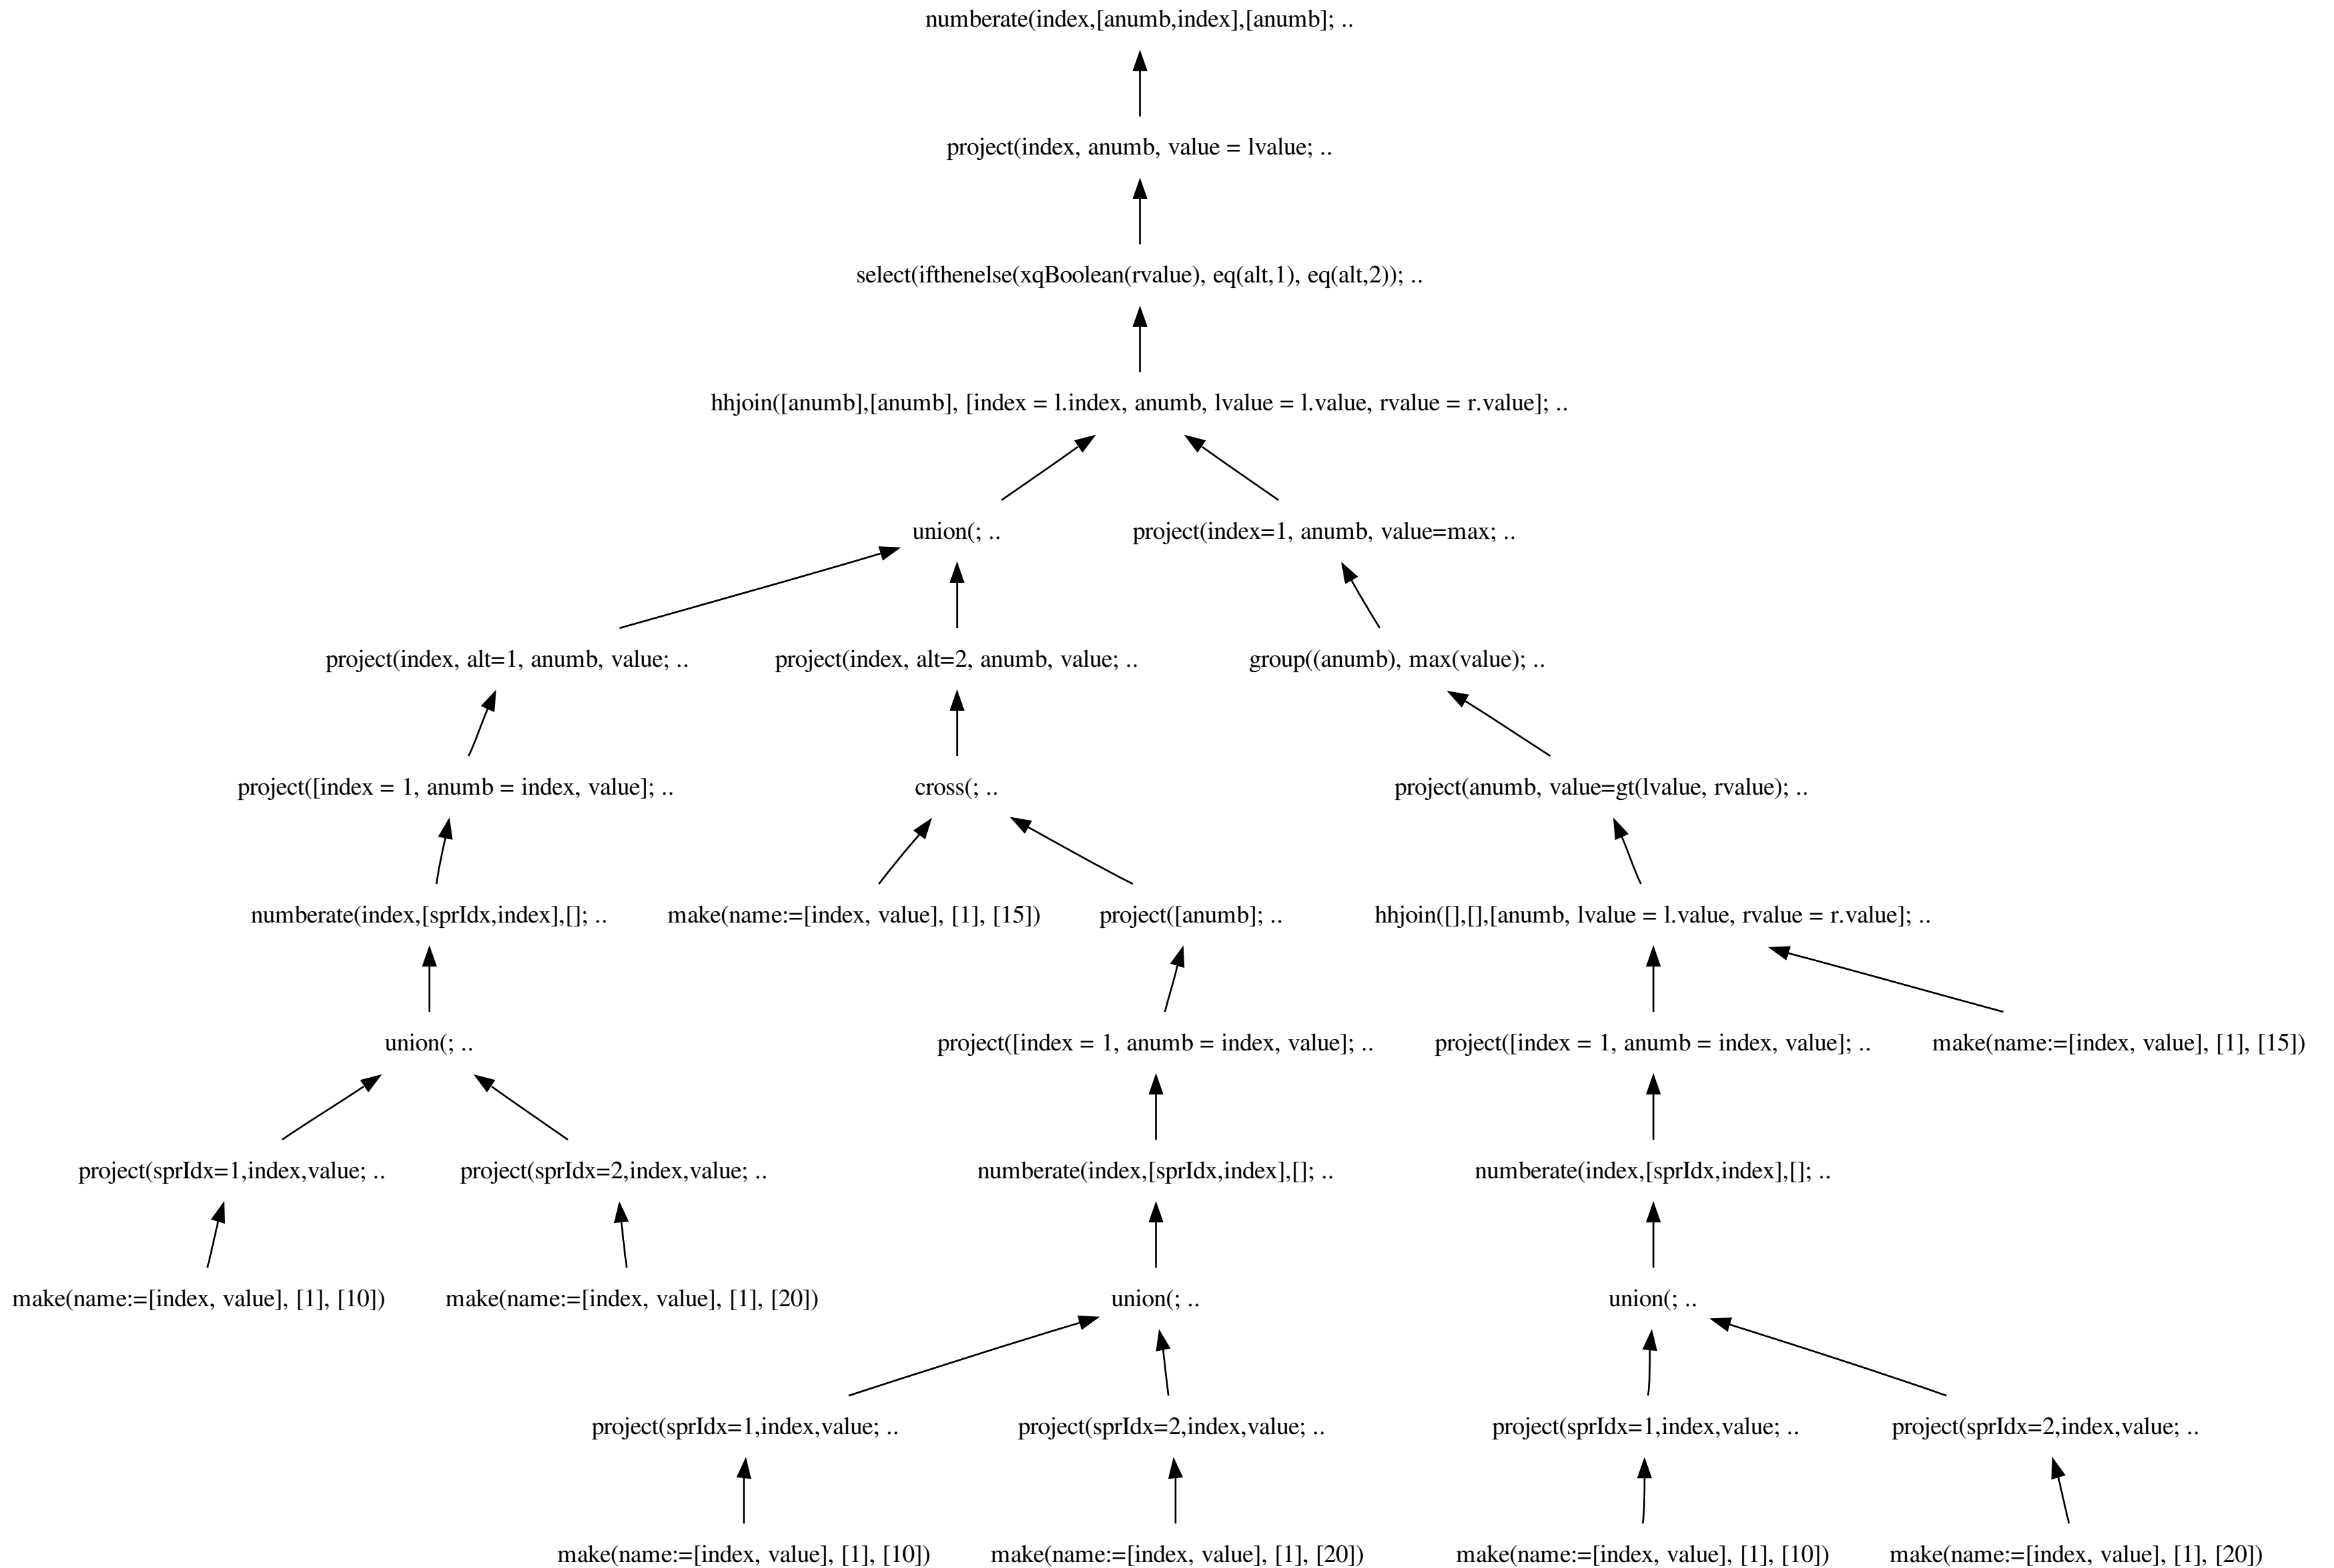 numberate(index,[anumb,index],[anumb]; ..
project(index, anumb, value = lvalue; ..
select(ifthenelse(xqBoolean(rvalue), eq(alt,1), eq(alt,2)); ..
hhjoin([anumb],[anumb], [index = l.index, anumb, lvalue = l.value, rvalue = r.value]; ..
union(; ..
project(index=1, anumb, value=max; ..
project(index, alt=1, anumb, value; ..
project(index, alt=2, anumb, value; ..
group((anumb), max(value); ..
project([index = 1, anumb = index, value]; ..
cross(; ..
project(anumb, value=gt(lvalue, rvalue); ..
numberate(index,[sprIdx,index],[]; ..
make(name:=[index, value], [1], [15])
project([anumb]; ..
hhjoin([],[],[anumb, lvalue = l.value, rvalue = r.value]; ..
union(; ..
project([index = 1, anumb = index, value]; ..
project([index = 1, anumb = index, value]; ..
make(name:=[index, value], [1], [15])
project(sprIdx=1,index,value; ..
project(sprIdx=2,index,value; ..
numberate(index,[sprIdx,index],[]; ..
numberate(index,[sprIdx,index],[]; ..
make(name:=[index, value], [1], [10])
make(name:=[index, value], [1], [20])
union(; ..
union(; ..
project(sprIdx=1,index,value; ..
project(sprIdx=2,index,value; ..
project(sprIdx=1,index,value; ..
project(sprIdx=2,index,value; ..
make(name:=[index, value], [1], [10])
make(name:=[index, value], [1], [20])
make(name:=[index, value], [1], [10])
make(name:=[index, value], [1], [20])